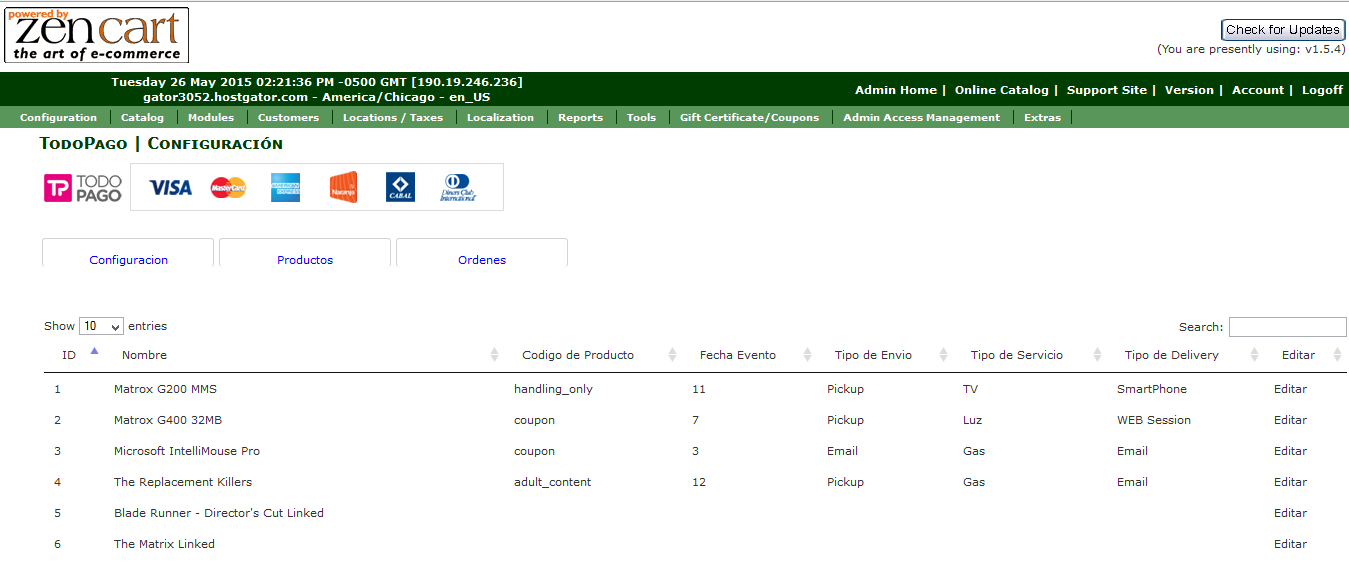 powered by
zen cart
the art of e-commerce
Check for Updates
(You are presently using: v1.5.4)
Tuesday 26 May 2015 02:21:36 PM -0500 GMT [190.19.246.236]
gator3052.hostgator.com - America/Chicago - en_US
Admin Home | Online Catalog | Support Site | Version | Account | Logoff
Configuration | Catalog | Modules | Customers | Locations / Taxes | Localization | Reports | Tools | Gift Certificate/Coupons | Admin Access Management | Extras |
TodoPago | Configuración
TP TODO PAGO VISA MasterCard AMERICAN EXPRESS Naranja CABAL Diners Club International
Configuracion Productos Ordenes
Show 10 entries Search:
ID Nombre Codigo de Producto Fecha Evento Tipo de Envio Tipo de Servicio Tipo de Delivery Editar
1 Matrox G200 MMS handling_only 11 Pickup TV SmartPhone Editar
2 Matrox G400 32MB coupon 7 Pickup Luz WEB Session Editar
3 Microsoft IntelliMouse Pro coupon 3 Email Gas Email Editar
4 The Replacement Killers adult_content 12 Pickup Gas Email Editar
5 Blade Runner - Director's Cut Linked Editar
6 The Matrix Linked Editar